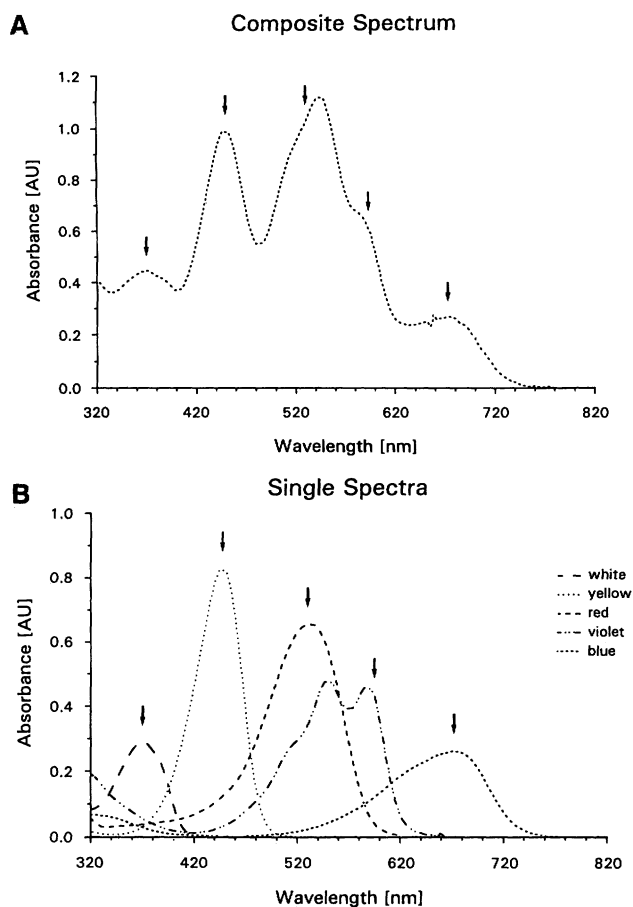 A
Composite Spectrum
1.2
1.0
0.8
0.6
0.4
0.2
0.0
Absorbance [AU]
320 420 520 620 720 820
Wavelength [nm]
B
Single Spectra
1.0
0.8
0.6
0.4
0.2
0.0
Absorbance [AU]
white
yellow
red
violet
blue
320 420 520 620 720 820
Wavelength [nm]